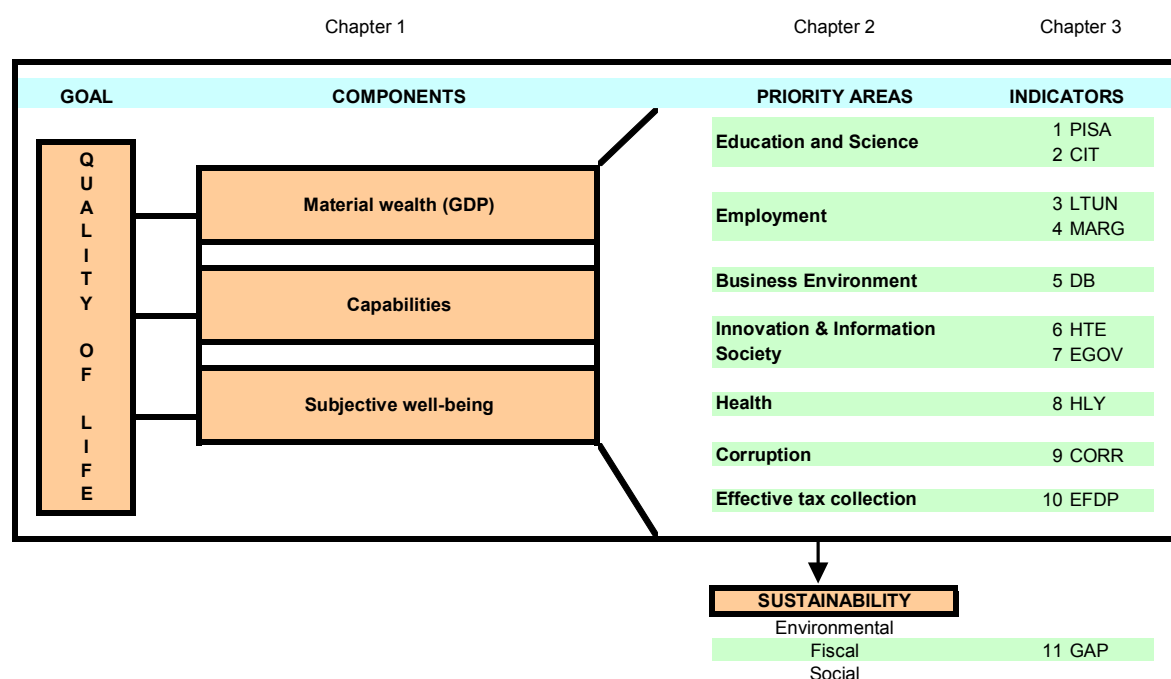 Chapter 1 Chapter 2 Chapter 3
GOAL COMPONENTS PRIORITY AREAS INDICATORS
QUALITY OF LIFE
Material wealth (GDP)
Capabilities
Subjective well-being
Education and Science
1 PISA
2 CIT
Employment
3 LTUN
4 MARG
Business Environment 5 DB
Innovation & Information
Society
6 HTE
7 EGOV
Health 8 HLY
Corruption 9 CORR
Effective tax collection 10 EFDP
SUSTAINABILITY
Environmental
Fiscal 11 GAP
Social